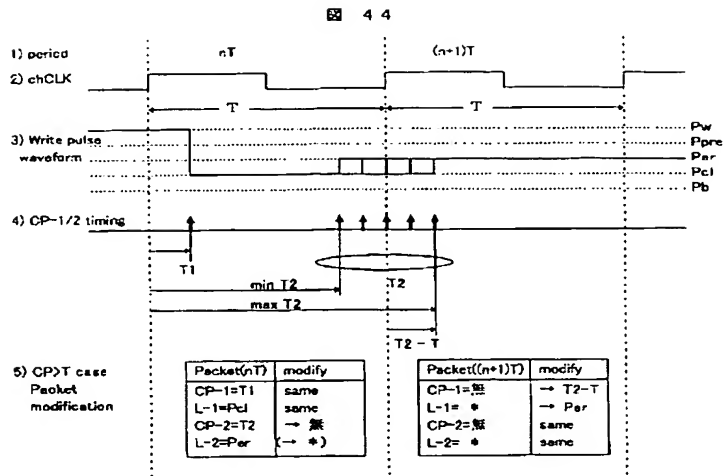 図 44
1) period nT (n+1)T
2) chCLK
T T
3) Write pulse waveform
Pw
Ppre
Per
Pcl
Pb
4) CP-1/2 timing
T1
min T2 T2
max T2
T2 - T
5) CP>T case Packet modification
Packet(nT) modify
CP-1=T1 same
L-1=Pcl same
CP-2=T2 → 無
L-2=Per (→ *)
Packet((n+1)T) modify
CP-1=無 → T2-T
L-1= * → Per
CP-2=無 same
L-2= * same